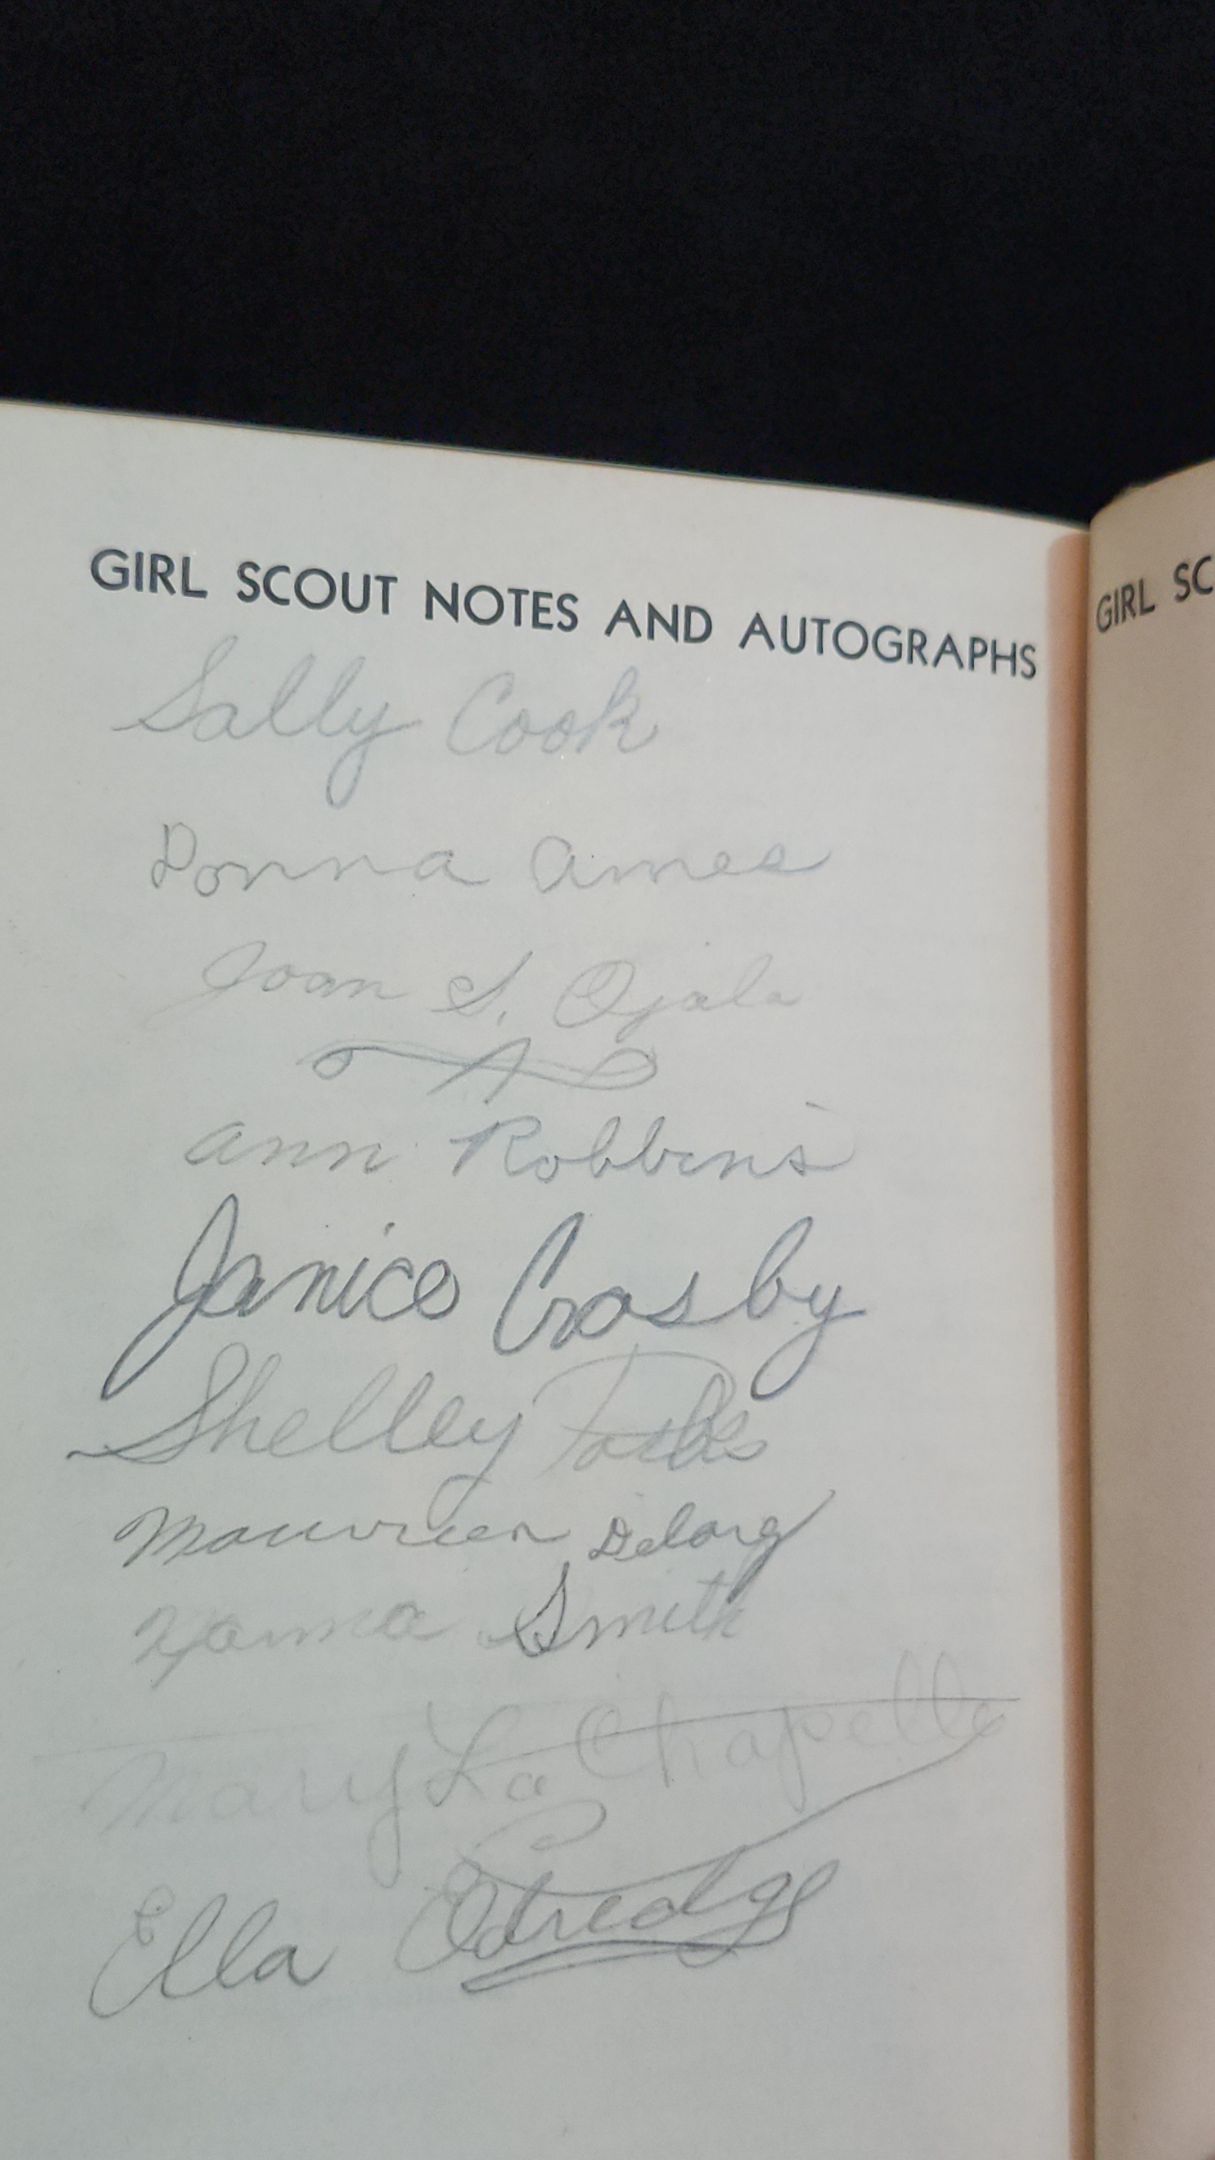 GIRL SCOUT NOTES AND AUTOGRAPHS
GIRL SC
Sally Cook
Donna Ames
Joan S. Ojala
Ann Robbins
Janice Crosby
Shelley
Maureen Delong
Smith
Mary La Chapelle
Ella